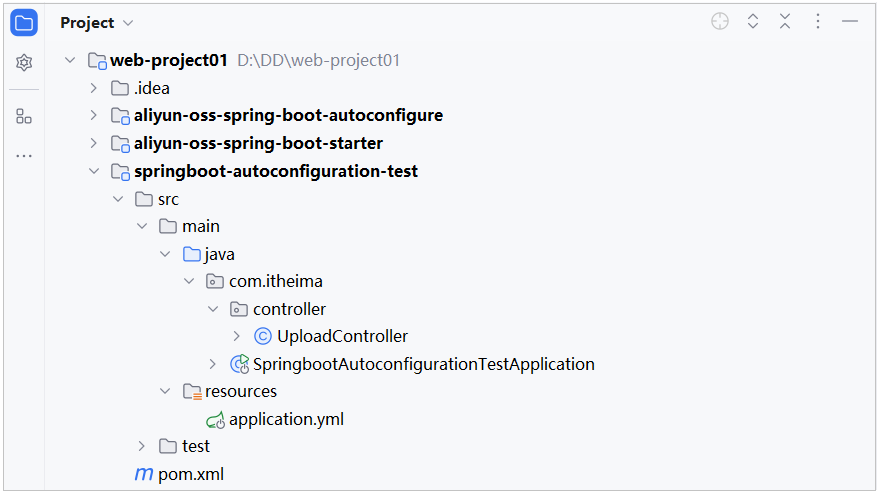 Project
web-project01 D:\DD\web-project01
.idea
aliyun-oss-spring-boot-autoconfigure
aliyun-oss-spring-boot-starter
springboot-autoconfiguration-test
src
main
java
com.itheima
controller
UploadController
SpringbootAutoconfigurationTestApplication
resources
application.yml
test
pom.xml